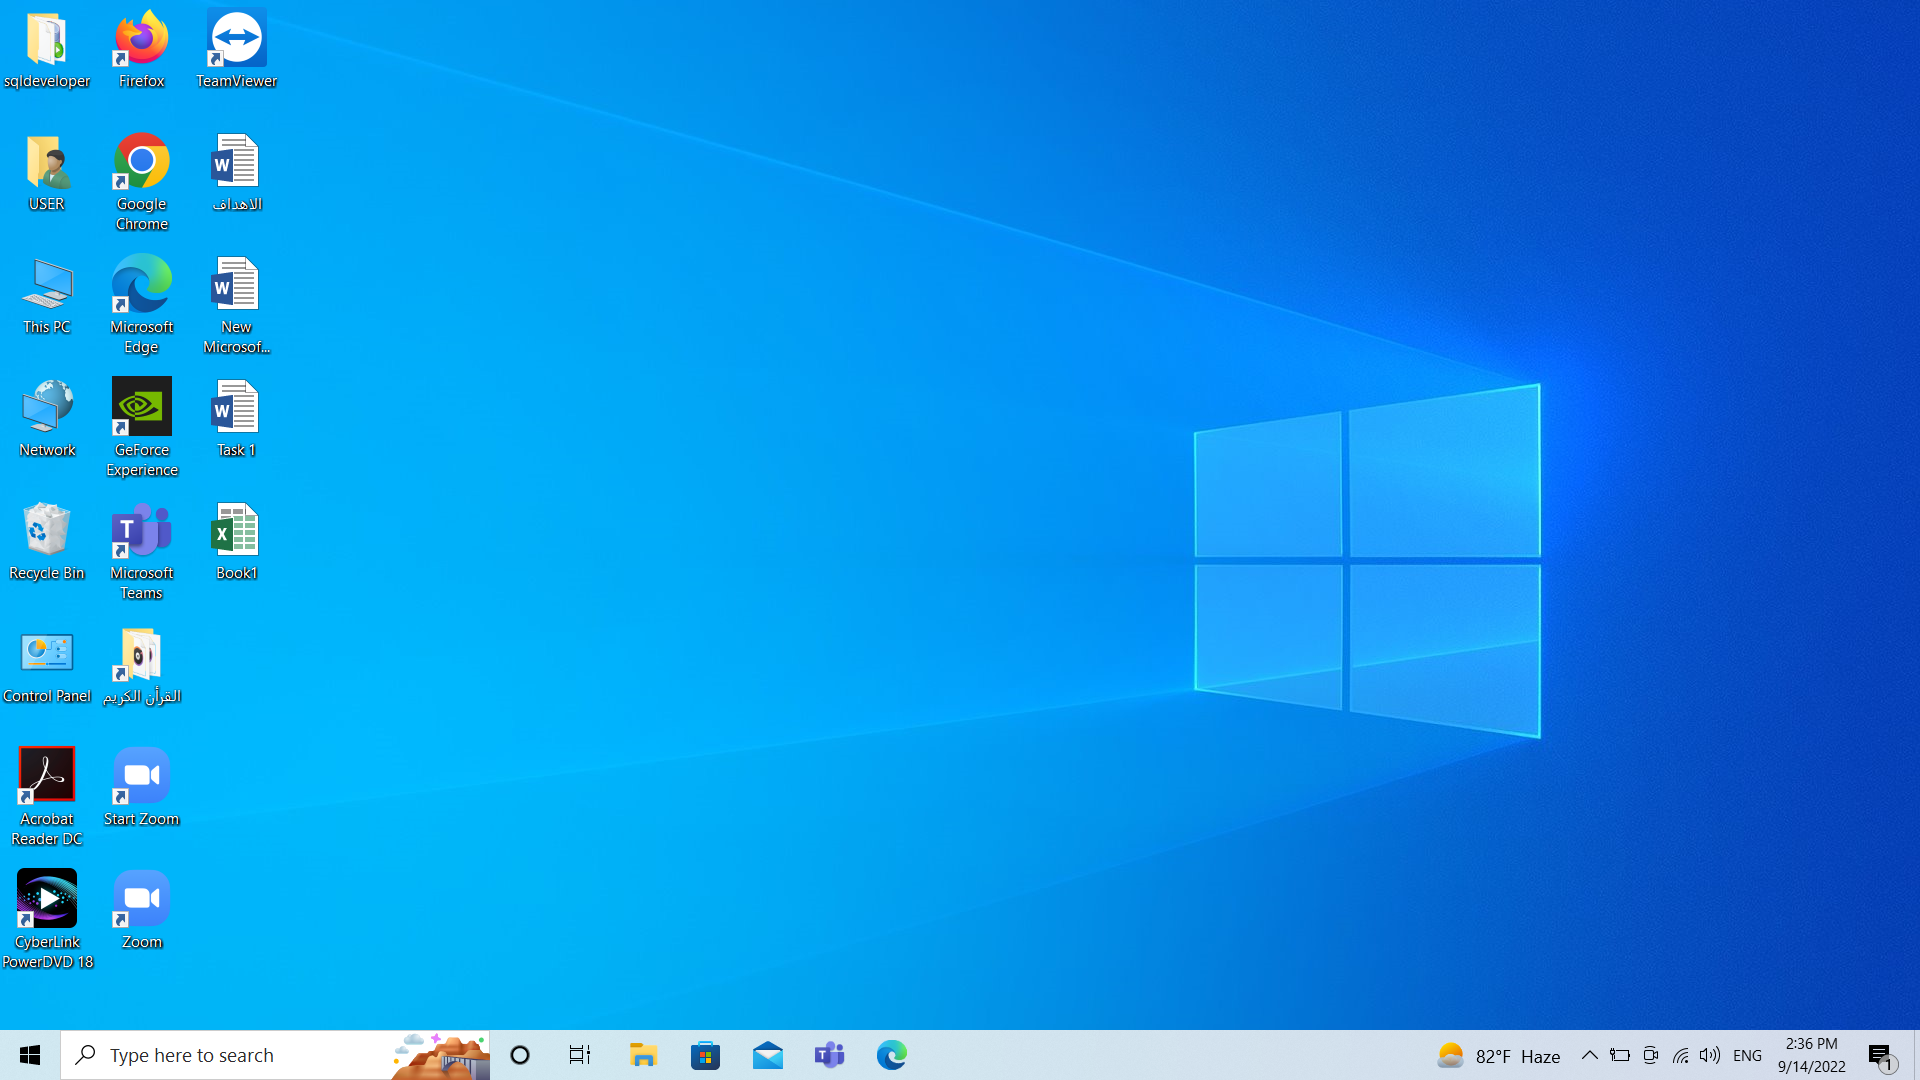 sqldeveloper
Firefox
TeamViewer
USER
Google
Chrome
الاهداف
This PC
Microsoft
Edge
New
Microsof...
Network
GeForce
Experience
Task 1
Recycle Bin
Microsoft
Teams
Book1
Control Panel
القرأن الكريم
Acrobat
Reader DC
Start Zoom
CyberLink
PowerDVD 18
Zoom
Type here to search
82°F Haze
ENG
2:36 PM
9/14/2022
1